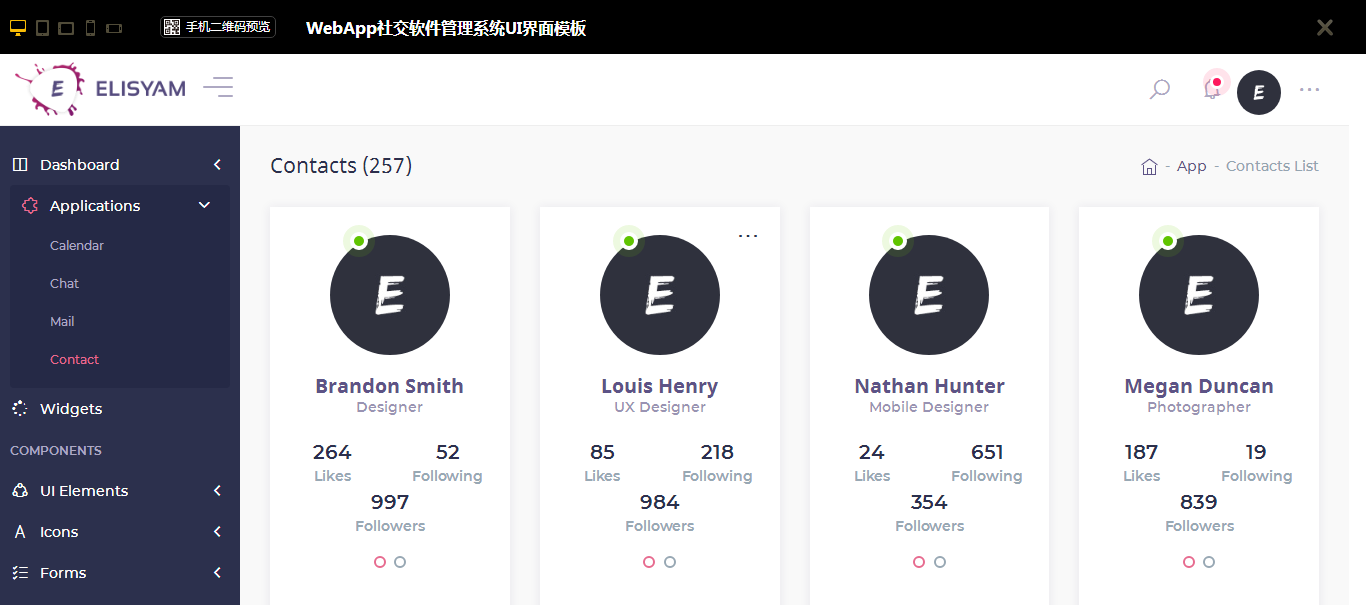 手机二维码预览 WebApp社交软件管理系统UI界面模板
E ELISYAM
E
Dashboard
Applications
Calendar
Chat
Mail
Contact
Widgets
COMPONENTS
UI Elements
Icons
Forms
Contacts (257)
- App - Contacts List
E
Brandon Smith
Designer
264 52
Likes Following
997
Followers
E
Louis Henry
UX Designer
85 218
Likes Following
984
Followers
E
Nathan Hunter
Mobile Designer
24 651
Likes Following
354
Followers
E
Megan Duncan
Photographer
187 19
Likes Following
839
Followers